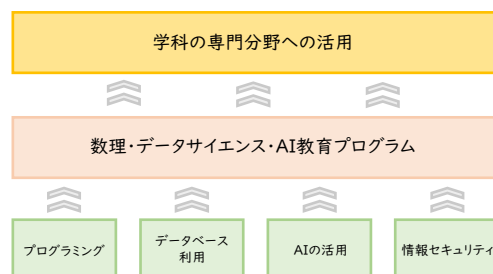 学科の専門分野への活用
数理・データサイエンス・AI教育プログラム
プログラミング
データベース
利用
AIの活用
情報セキュリティ